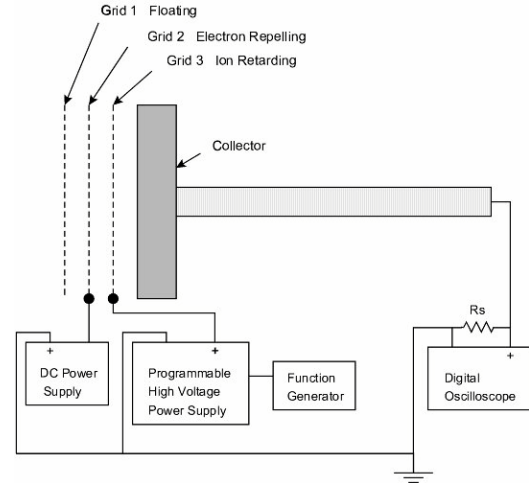 Grid 1 Floating
Grid 2 Electron Repelling
Grid 3 Ion Retarding
Collector
Rs
+
DC Power
Supply
+
Programmable
High Voltage
Power Supply
Function
Generator
+
Digital
Oscilloscope